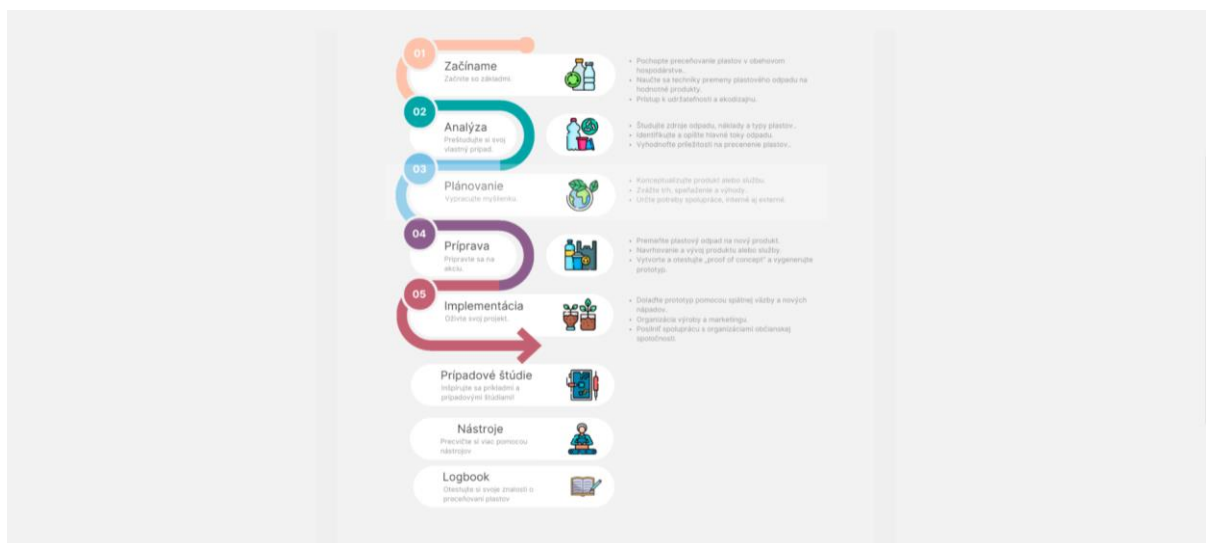 01
Začíname
Začnite so základmi.
• Pochopte preceňovanie plastov v obehovom
hospodárstve..
• Naučte sa techniky premeny plastového odpadu na
hodnotné produkty.
• Prístup k udržateľnosti a ekodizajnu.
02
Analýza
Preštudujte si svoj
vlastný prípad.
• Študujte zdroje odpadu, náklady a typy plastov..
• Identifikujte a opíšte hlavné toky odpadu.
• Vyhodnoťte príležitosti na precenenie plastov..
03
Plánovanie
Vypracujte myšlienku.
• Konceptualizujte produkt alebo službu.
• Zvážte trh, speňaženie a výhody.
• Určte potreby spolupráce, interné aj externé.
04
Príprava
Pripravte sa na
akciu.
• Premeňte plastový odpad na nový produkt.
• Navrhovanie a vývoj produktu alebo služby.
• Vytvorte a otestujte „proof of concept“ a vygenerujte
prototyp.
05
Implementácia
Oživte svoj projekt.
• Dolaďte prototyp pomocou spätnej väzby a nových
nápadov.
• Organizácia výroby a marketingu.
• Posilniť spoluprácu s organizáciami občianskej
spoločnosti.
Prípadové štúdie
Inšpirujte sa príkladmi a
prípadovými štúdiami!
Nástroje
Precvičte si viac pomocou
nástrojov
Logbook
Otestujte si svoje znalosti o
preceňovaní plastov